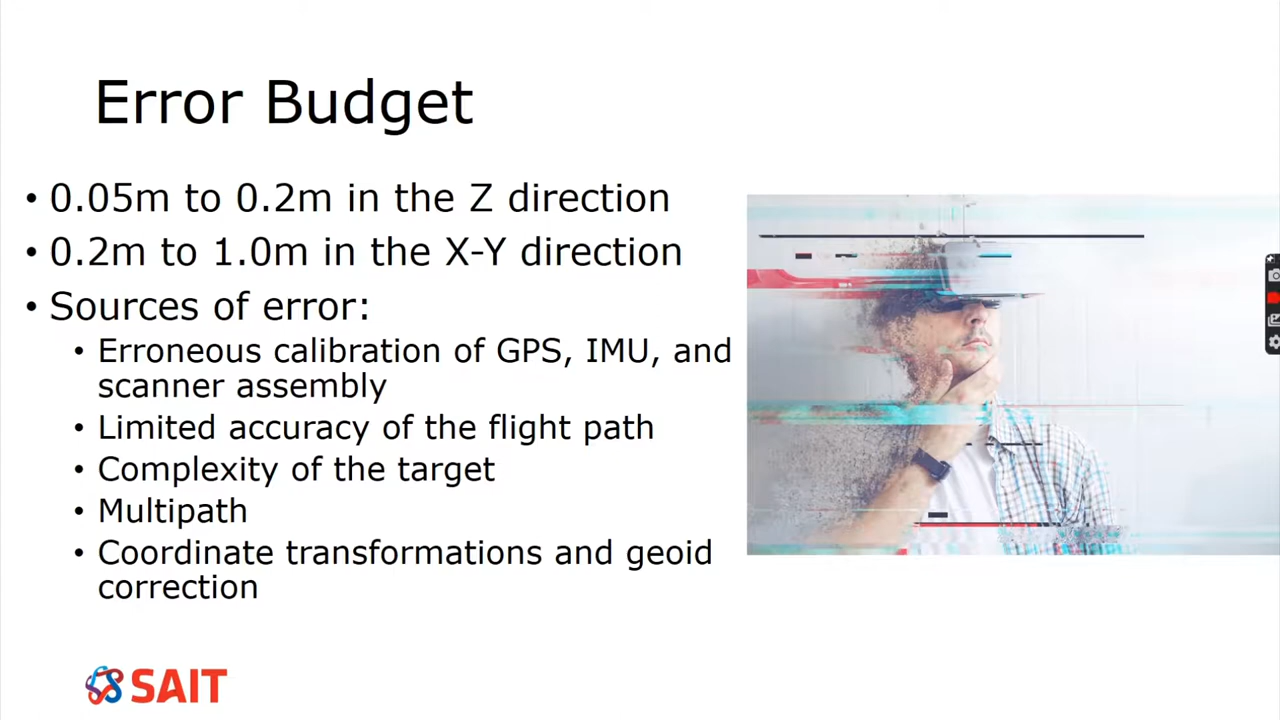 Error Budget
• 0.05m to 0.2m in the Z direction
• 0.2m to 1.0m in the X-Y direction
• Sources of error:
• Erroneous calibration of GPS, IMU, and
scanner assembly
• Limited accuracy of the flight path
• Complexity of the target
• Multipath
• Coordinate transformations and geoid
correction
SAIT